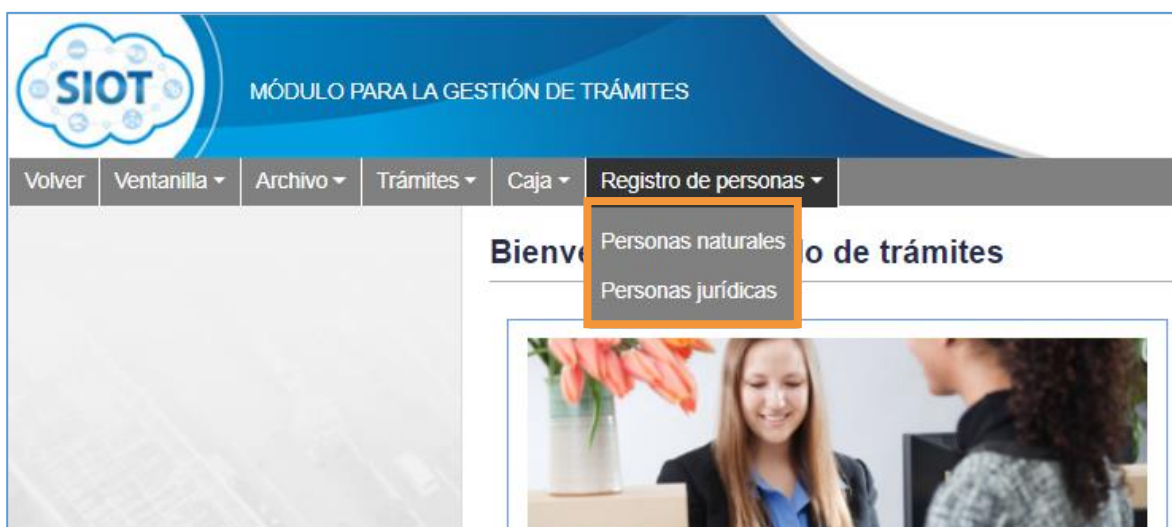 SIOT
MÓDULO PARA LA GESTIÓN DE TRÁMITES
Volver Ventanilla Archivo Trámites Caja Registro de personas
Personas naturales
Personas jurídicas
Bienve o de trámites